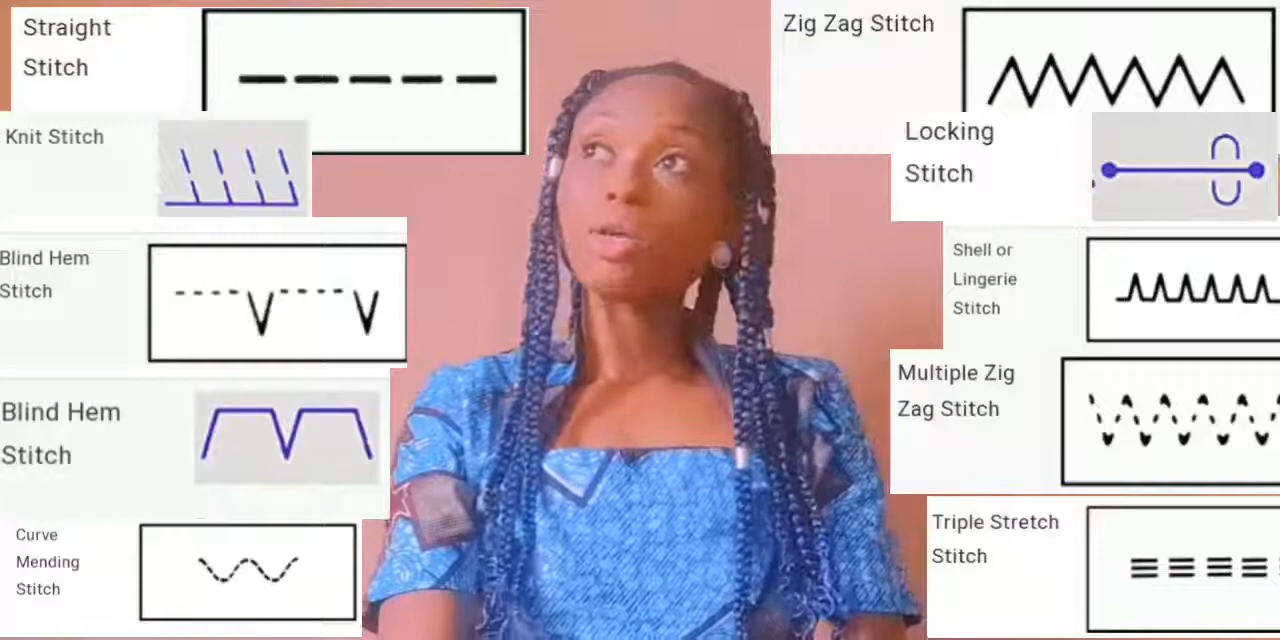 Straight
Stitch
Knit Stitch
Blind Hem
Stitch
Blind Hem
Stitch
Curve
Mending
Stitch
Zig Zag Stitch
Locking
Stitch
Shell or
Lingerie
Stitch
Multiple Zig
Zag Stitch
Triple Stretch
Stitch